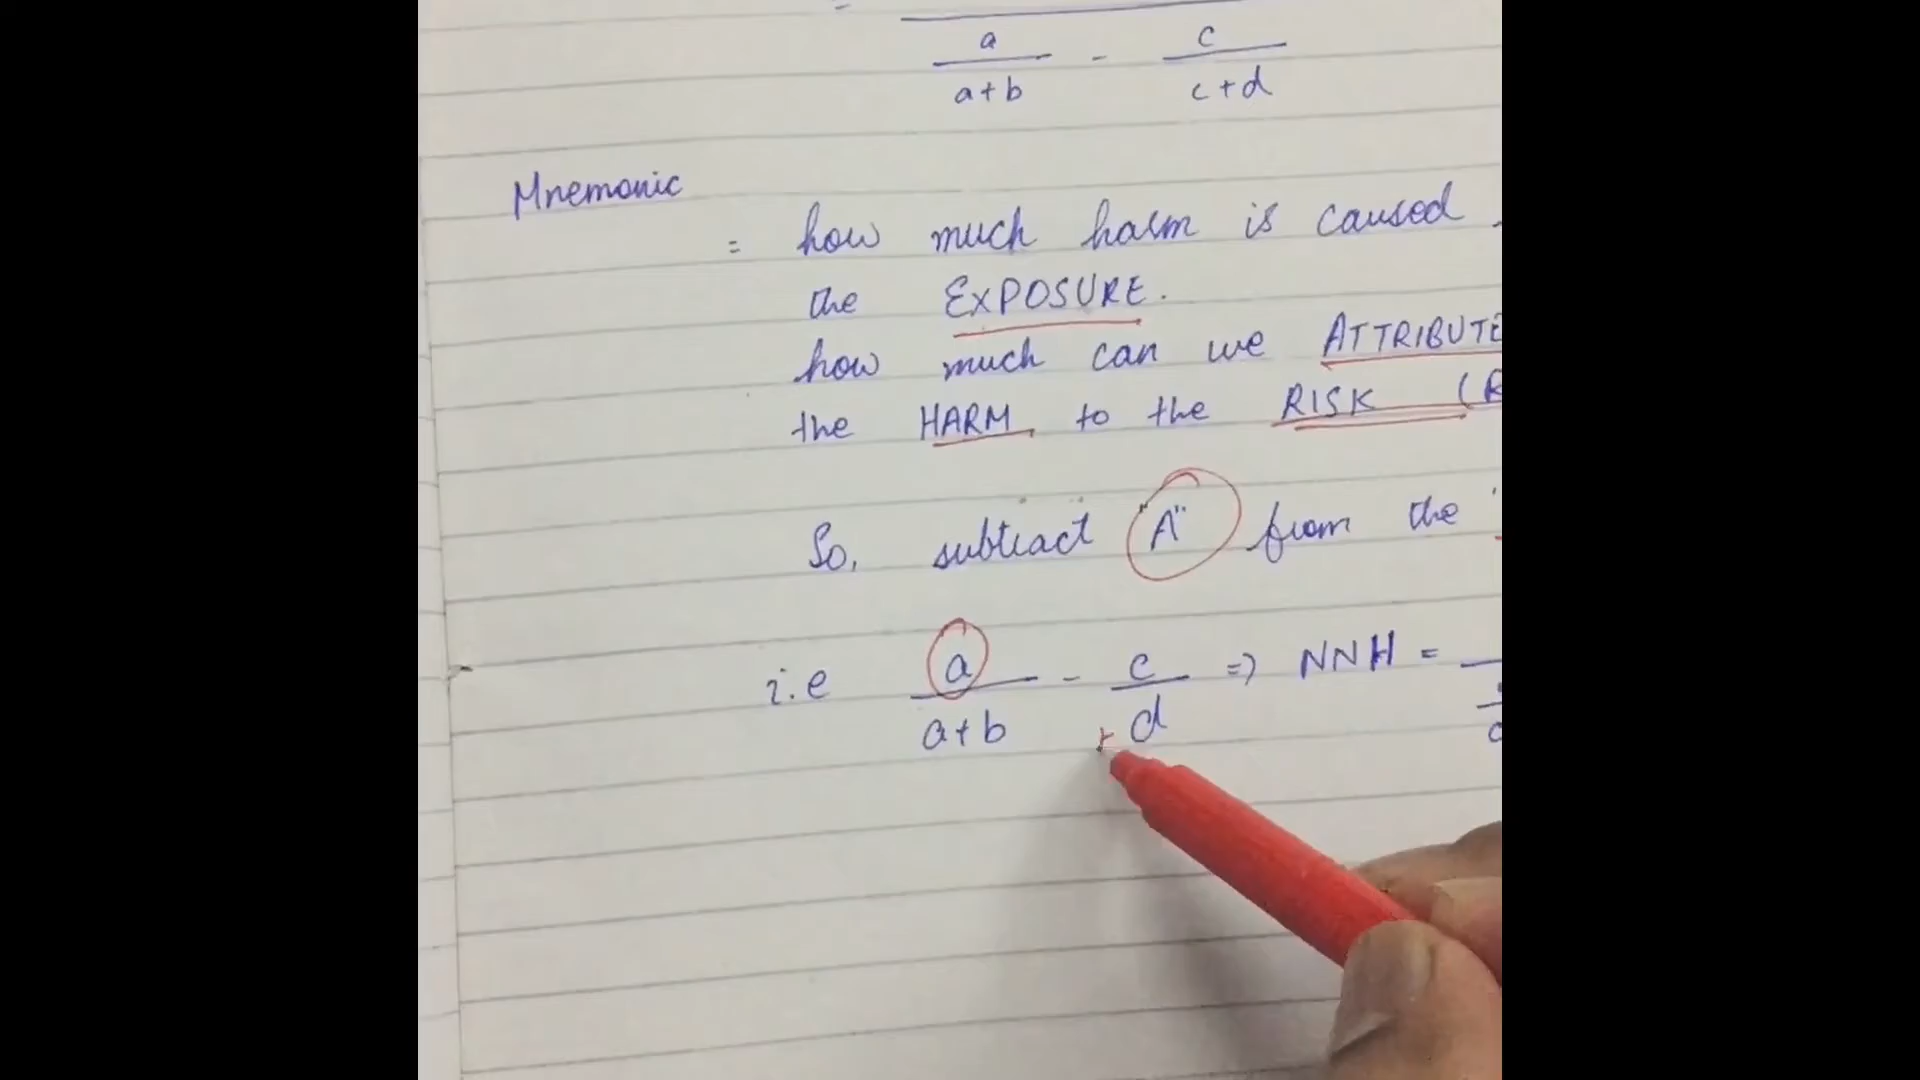 a/a+b - c/c+d
Mnemonic
= how much harm is caused
the EXPOSURE.
how much can we ATTRIBUTE
the HARM, to the RISK (R
So, subtract "A" from the
i.e a/a+b - c/d => NNH =